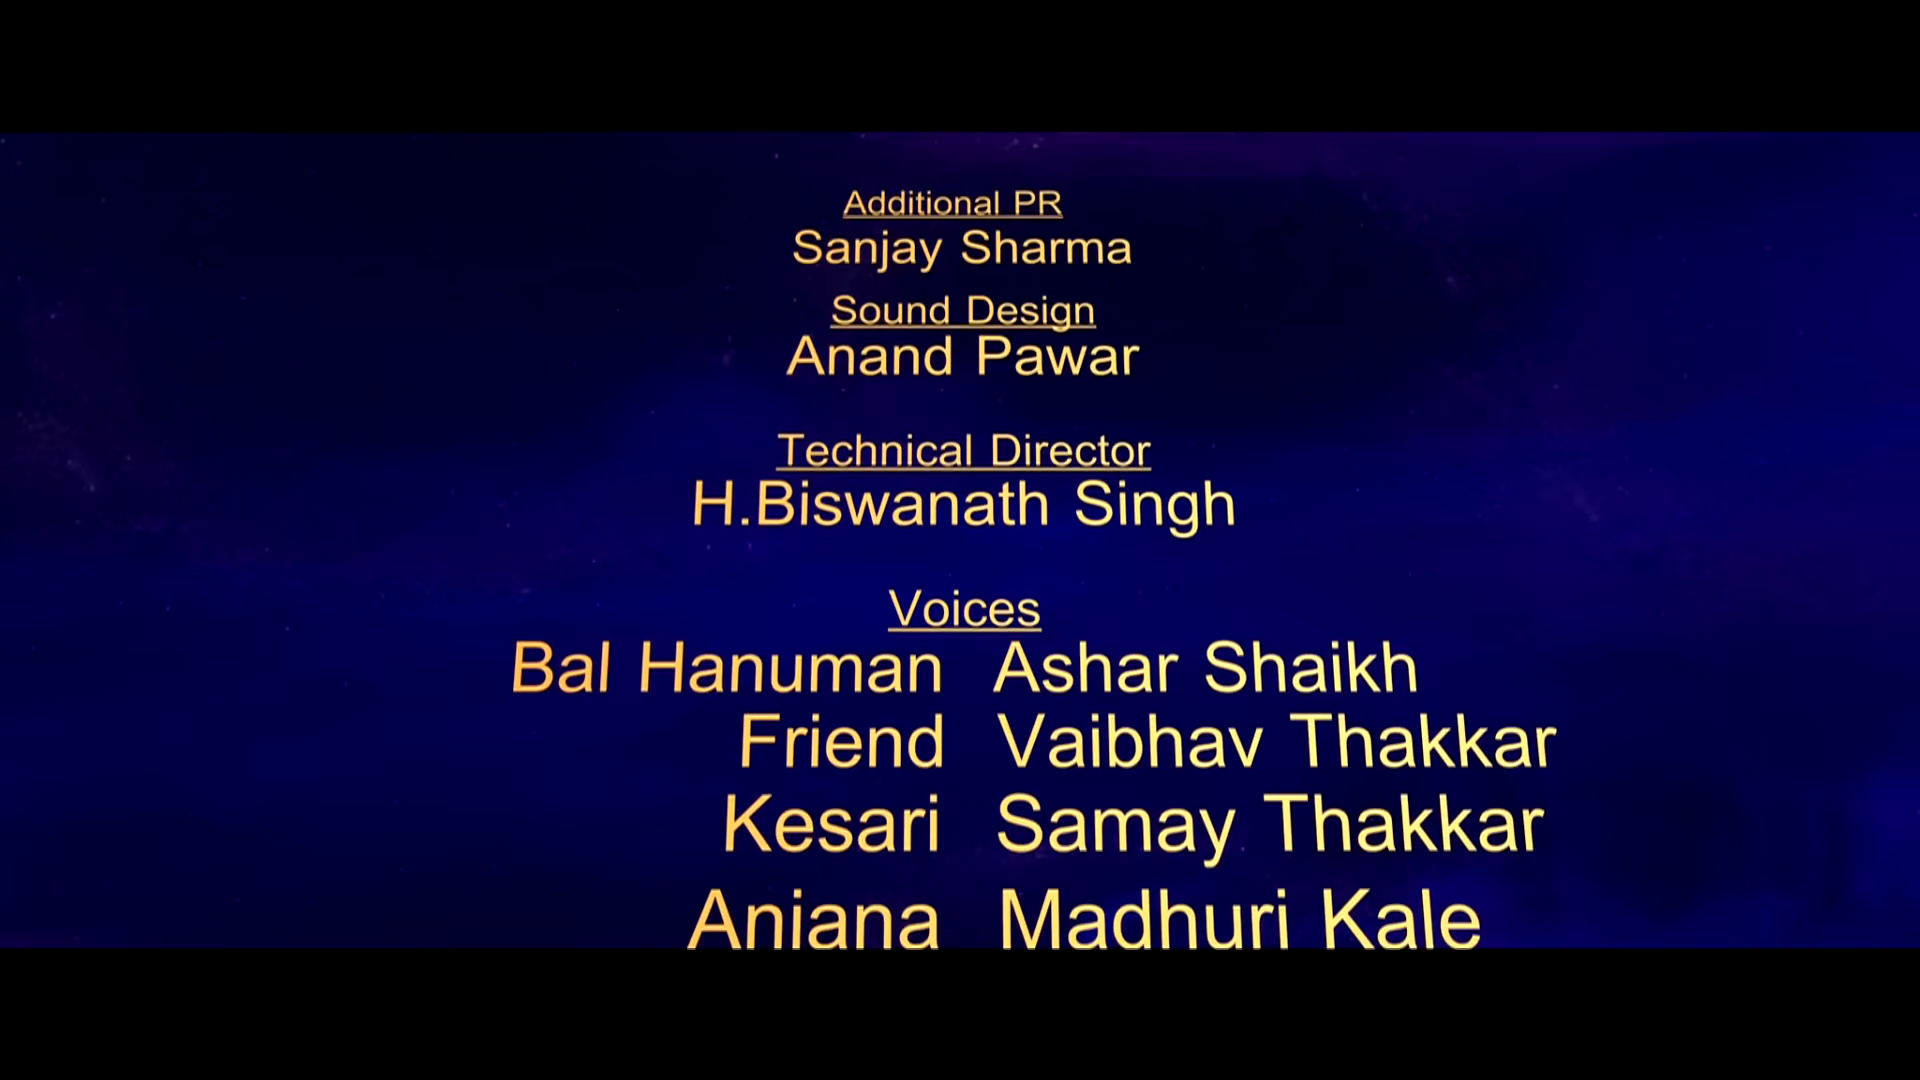 Additional PR
Sanjay Sharma
Sound Design
Anand Pawar
Technical Director
H.Biswanath Singh
Voices
Bal Hanuman Ashar Shaikh
Friend Vaibhav Thakkar
Kesari Samay Thakkar
Anjana Madhuri Kale